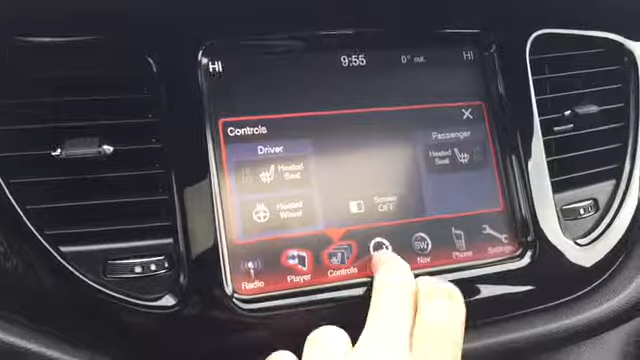 HI
9:55
0° out
HI
Controls
X
Driver
Passenger
Heated
Seat
Heated
Seat
Heated
Wheel
Screen
OFF
Radio
Player
Controls
SW
Nav
Phone
Settings